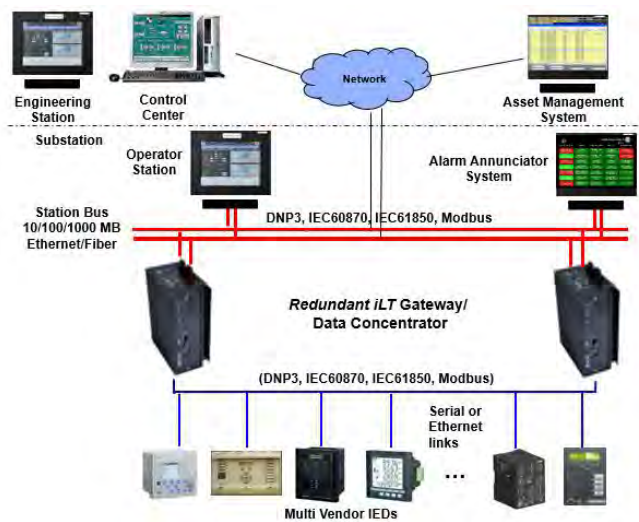 Network
Engineering
Station
Control
Center
Asset Management
System
Substation
Operator
Station
Alarm Annunciator
System
Station Bus
10/100/1000 MB
Ethernet/Fiber
DNP3, IEC60870, IEC61850, Modbus
Redundant iLT Gateway/
Data Concentrator
(DNP3, IEC60870, IEC61850, Modbus)
Serial or
Ethernet
links
...
Multi Vendor IEDs